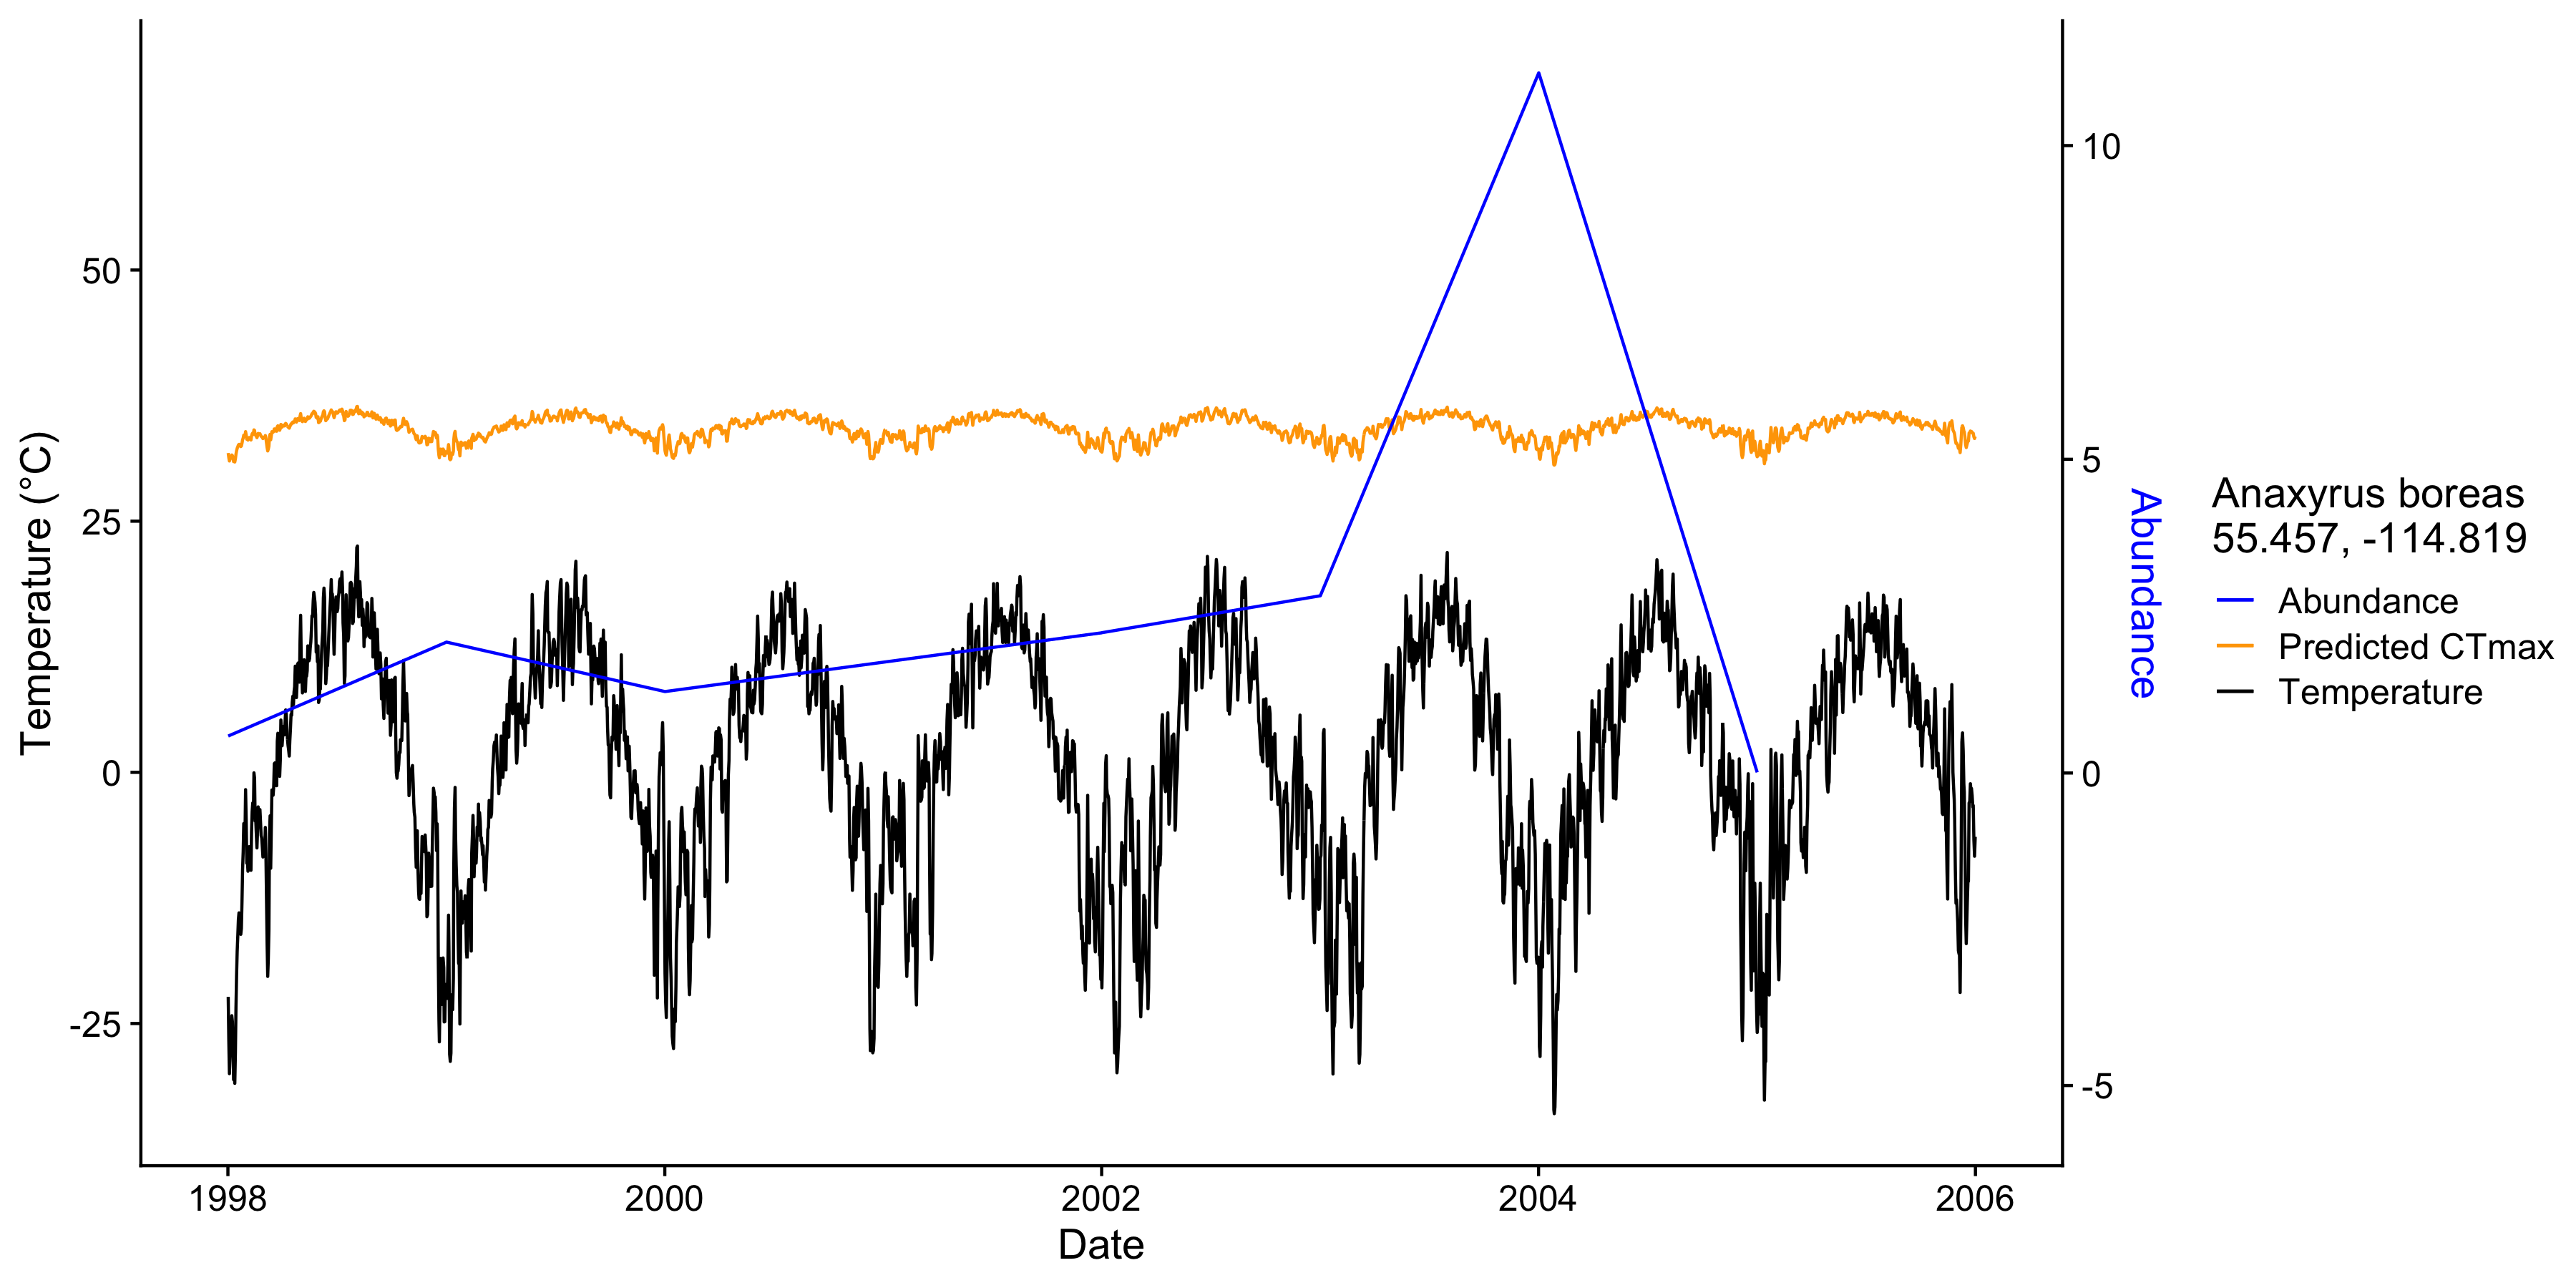 Temperature (°C)
50
25
0
-25
1998
2000
2002
2004
2006
Date
10
5
0
-5
Abundance
Anaxyrus boreas
55.457, -114.819
Abundance
Predicted CTmax
Temperature